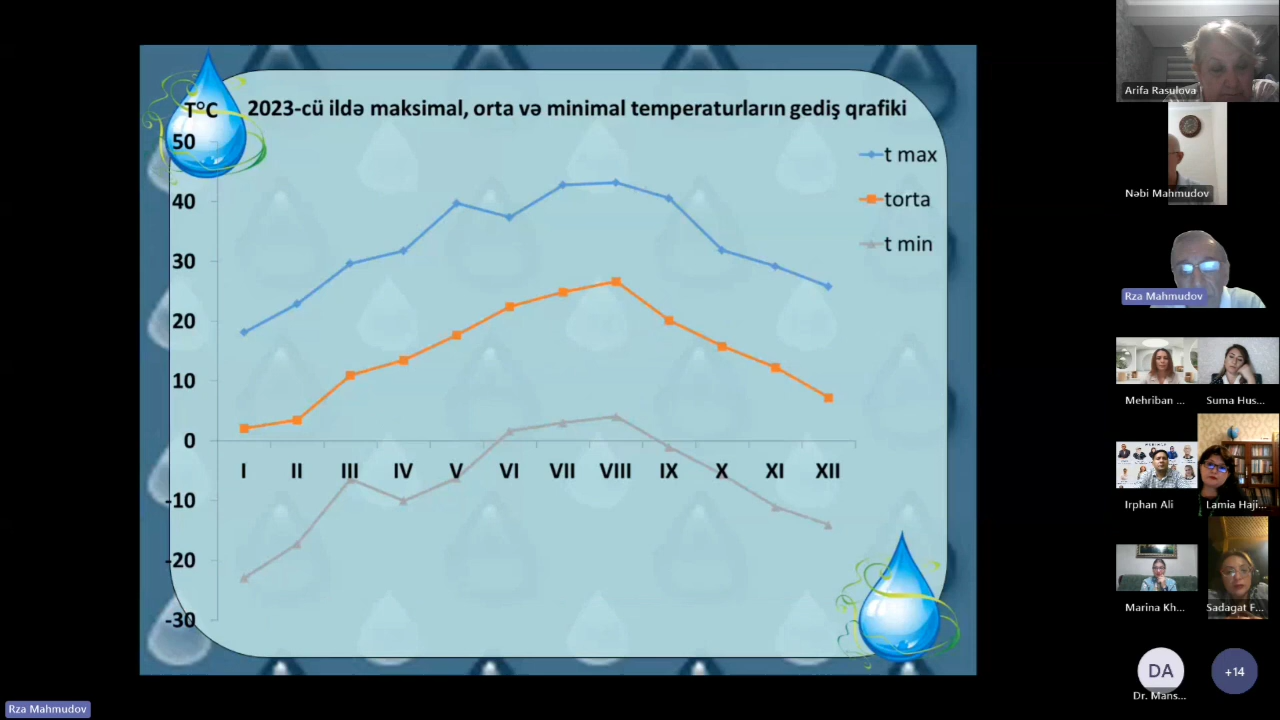 T°C
2023-cü ildə maksimal, orta və minimal temperaturların gediş qrafiki
50
40
30
20
10
0
-10
-20
-30
I II III IV V VI VII VIII IX X XI XII
t max
torta
t min
Arifa Rasulova
Nəbi Mahmudov
Rza Mahmudov
Mehriban ...
Suma Hus...
Irphan Ali
Lamia Haji...
Marina Kh...
Sadagat F...
DA
Dr. Mans...
+14
Rza Mahmudov